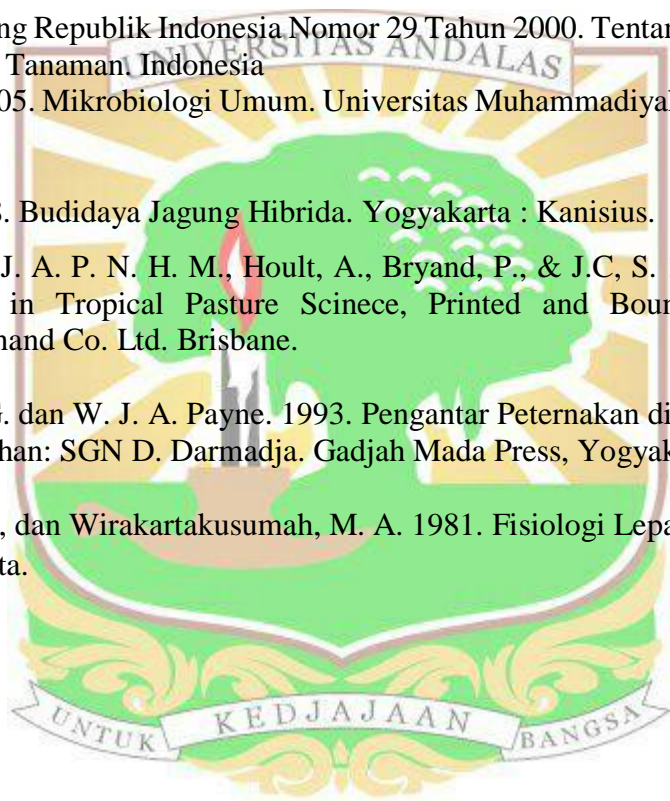 ng Republik Indonesia Nomor 29 Tahun 2000. Tentan
UNIVERSITAS ANDALAS
Tanaman. Indonesia
05. Mikrobiologi Umum. Universitas Muhammadiyal
. Budidaya Jagung Hibrida. Yogyakarta : Kanisius.
J. A. P. N. H. M., Hoult, A., Bryand, P., & J.C, S.
in Tropical Pasture Scinece, Printed and Boun
hand Co. Ltd. Brisbane.
G. dan W. J. A. Payne. 1993. Pengantar Peternakan di
han: SGN D. Darmadja. Gadjah Mada Press, Yogyak
, dan Wirakartakusumah, M. A. 1981. Fisiologi Lepa
ta.
UNTUK KEDJAJAAN BANGSA